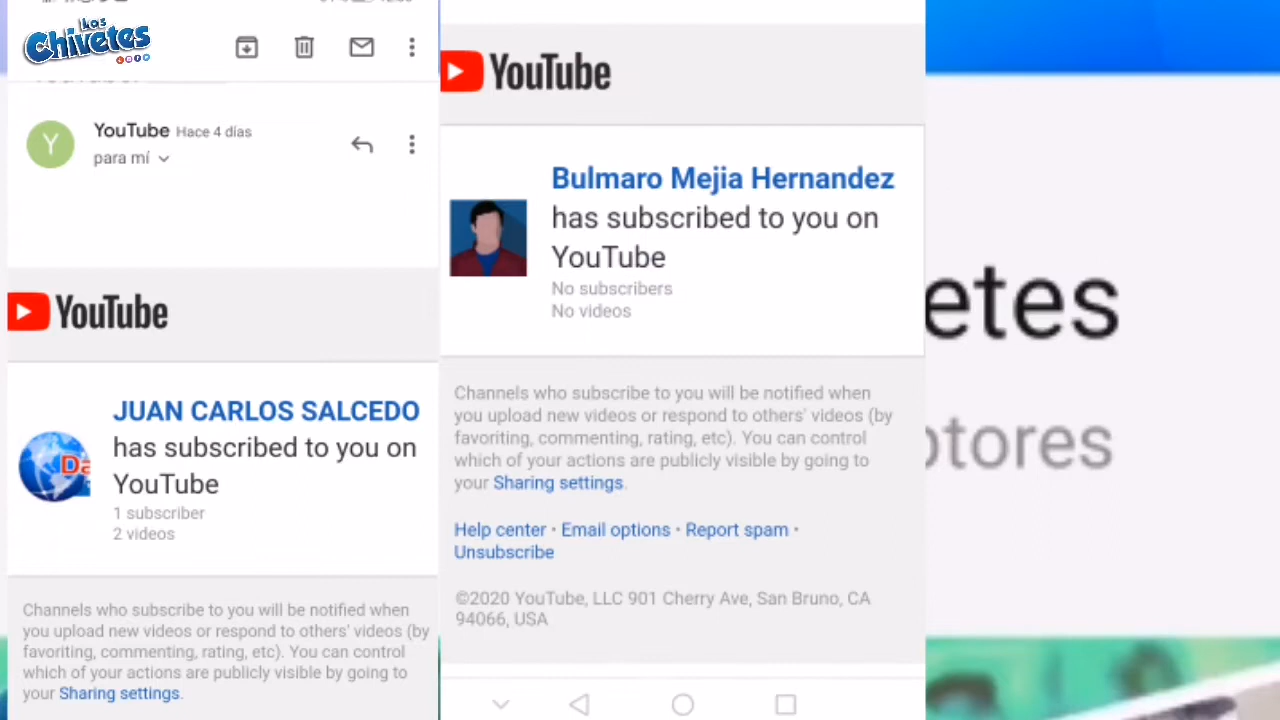 Las
Chivetes
YouTube Hace 4 días
para mí
Y
YouTube
JUAN CARLOS SALCEDO
has subscribed to you on
YouTube
1 subscriber
2 videos
Da
Channels who subscribe to you will be notified when
you upload new videos or respond to others' videos (by
favoriting, commenting, rating, etc). You can control
which of your actions are publicly visible by going to
your Sharing settings.
YouTube
Bulmaro Mejia Hernandez
has subscribed to you on
YouTube
No subscribers
No videos
Channels who subscribe to you will be notified when
you upload new videos or respond to others' videos (by
favoriting, commenting, rating, etc). You can control
which of your actions are publicly visible by going to
your Sharing settings.
Help center • Email options • Report spam •
Unsubscribe
©2020 YouTube, LLC 901 Cherry Ave, San Bruno, CA
94066, USA
etes
ptores